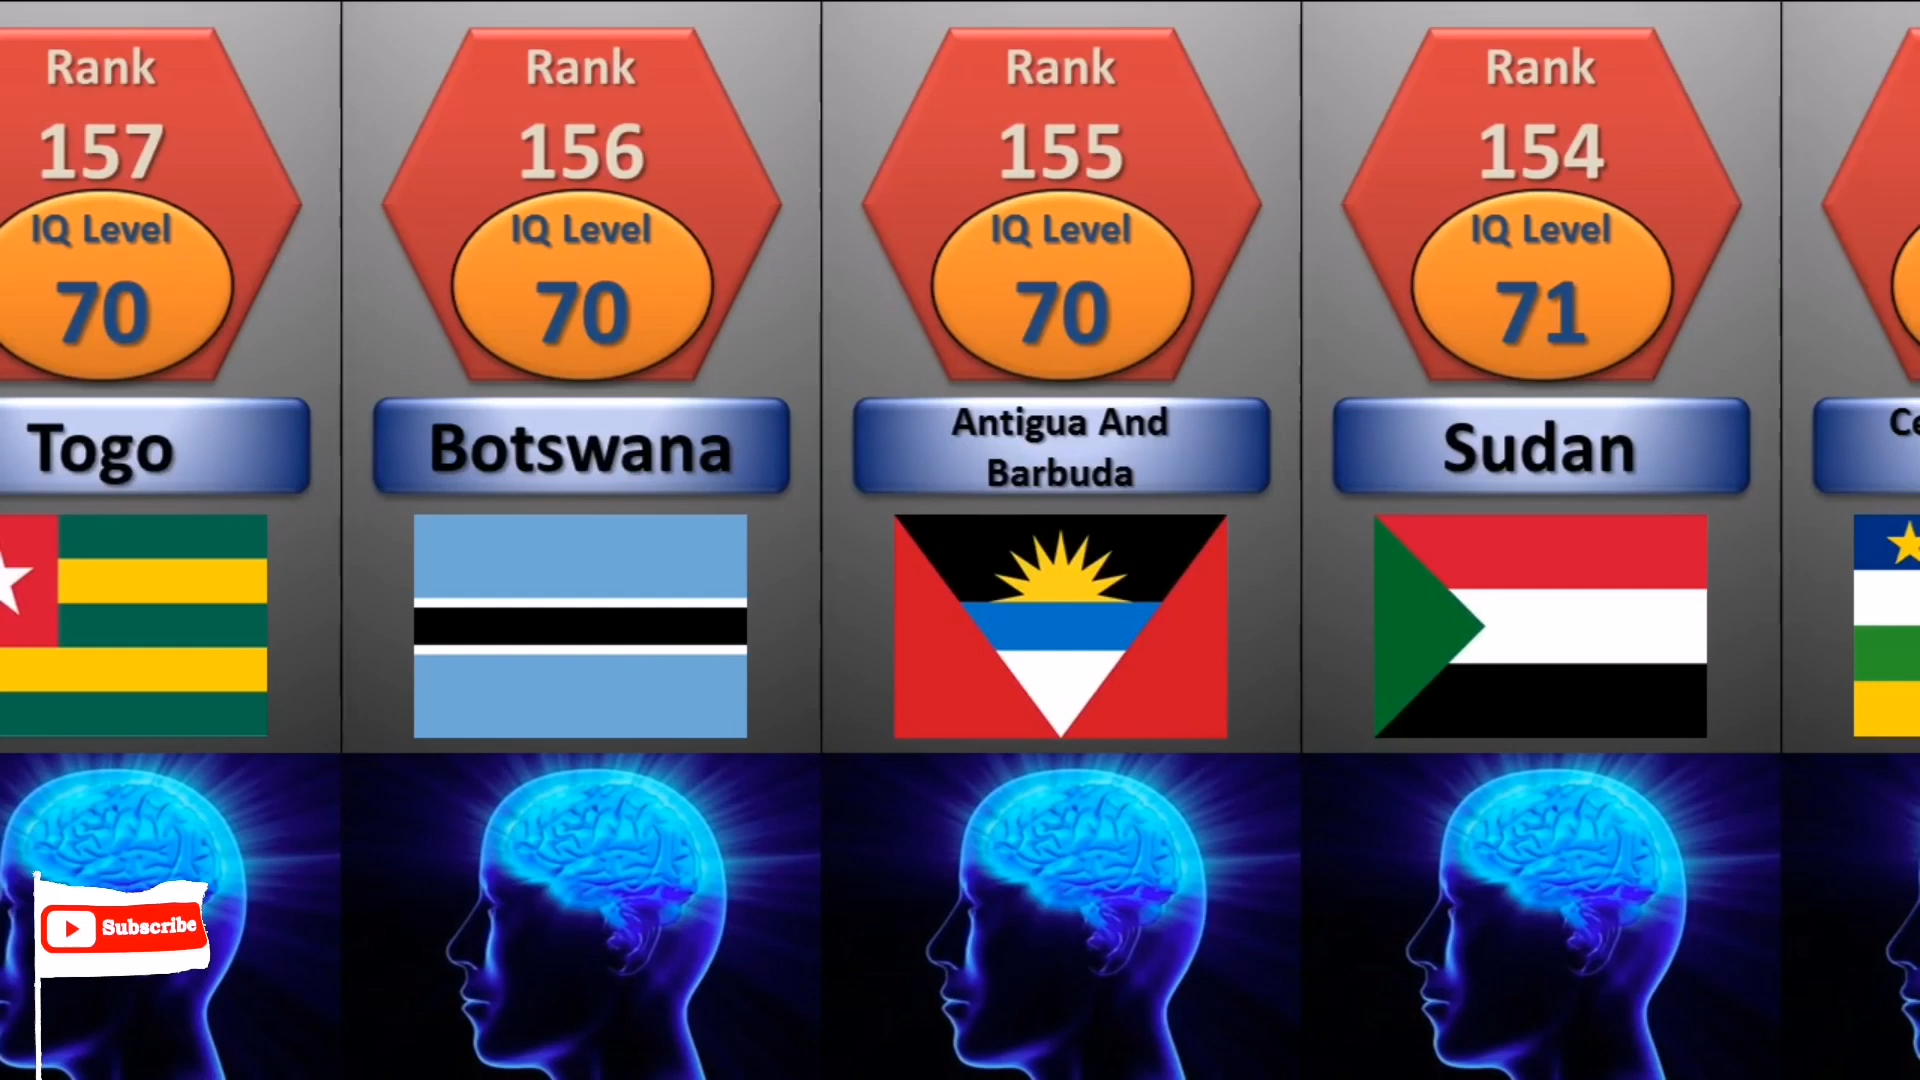 Rank
157
IQ Level
70
Togo
Rank
156
IQ Level
70
Botswana
Rank
155
IQ Level
70
Antigua And
Barbuda
Rank
154
IQ Level
71
Sudan
Ce
Subscribe